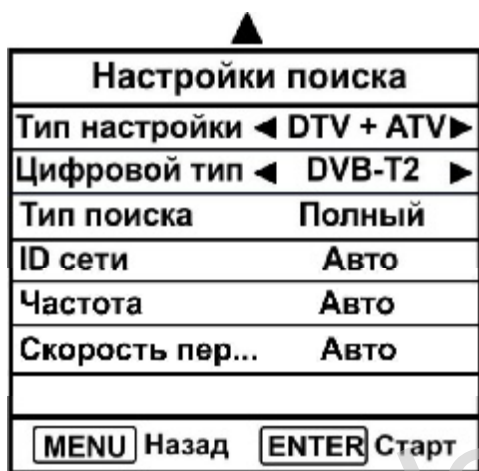 Настройки поиска
Тип настройки ◀ DTV + ATV▶
Цифровой тип ◀ DVB-T2 ▶
Тип поиска Полный
ID сети Авто
Частота Авто
Скорость пер... Авто
MENU Назад ENTER Старт